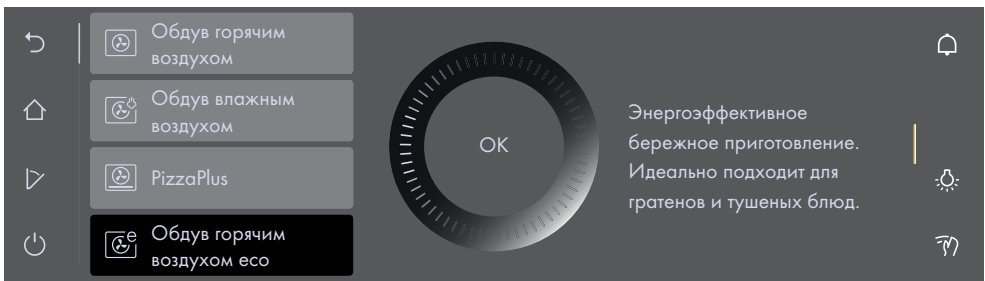 Обдув горячим
воздухом
Обдув влажным
воздухом
PizzaPlus
e
Обдув горячим
воздухом eco
OK
Энергоэффективное
бережное приготовление.
Идеально подходит для
гратенов и тушеных блюд.